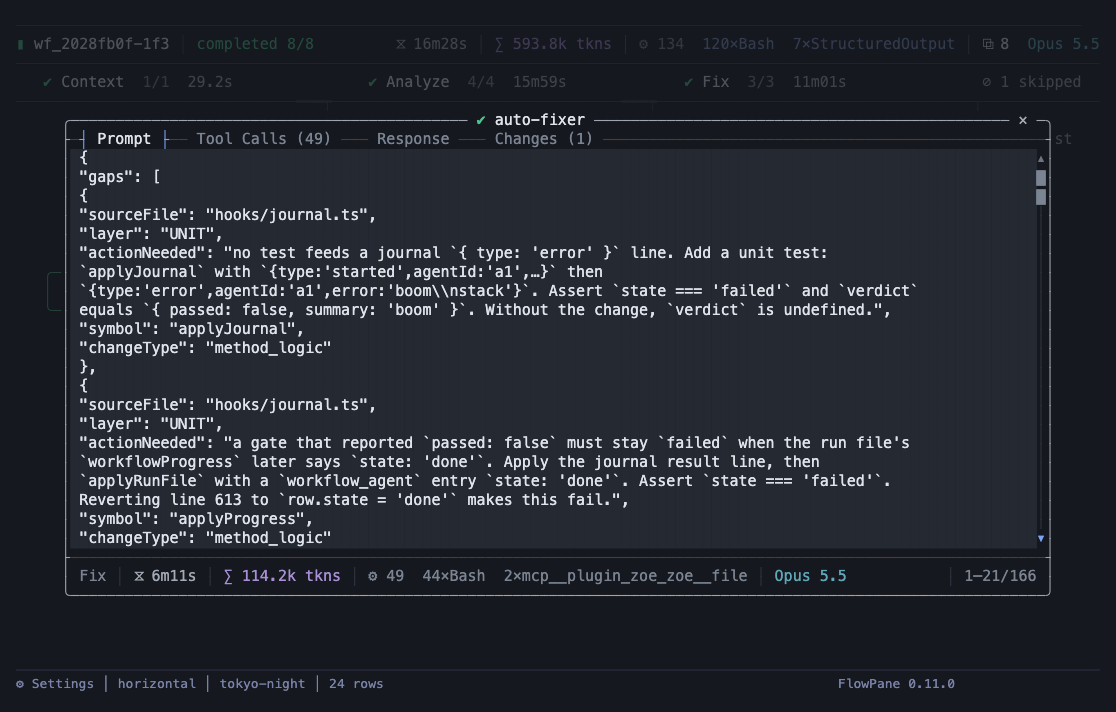 wf_2028fb0f-1f3 │ completed 8/8 ⧖ 16m28s │ ∑ 593.8k tkns │ ⚙ 134 120×Bash 7×StructuredOutput │ 8 Opus 5.5
✔ Context 1/1 29.2s ✔ Analyze 4/4 15m59s ✔ Fix 3/3 11m01s ⊘ 1 skipped
✔ auto-fixer ×
Prompt Tool Calls (49) Response Changes (1)
st
{
"gaps": [
{
"sourceFile": "hooks/journal.ts",
"layer": "UNIT",
"actionNeeded": "no test feeds a journal `{ type: 'error' }` line. Add a unit test:
`applyJournal` with `{type:'started',agentId:'a1',…}` then
`{type:'error',agentId:'a1',error:'boom\\nstack'}`. Assert `state === 'failed'` and `verdict`
equals `{ passed: false, summary: 'boom' }`. Without the change, `verdict` is undefined.",
"symbol": "applyJournal",
"changeType": "method_logic"
},
{
"sourceFile": "hooks/journal.ts",
"layer": "UNIT",
"actionNeeded": "a gate that reported `passed: false` must stay `failed` when the run file's
`workflowProgress` later says `state: 'done'`. Apply the journal result line, then
`applyRunFile` with a `workflow_agent` entry `state: 'done'`. Assert `state === 'failed'`.
Reverting line 613 to `row.state = 'done'` makes this fail.",
"symbol": "applyProgress",
"changeType": "method_logic"
Fix │ ⧖ 6m11s │ ∑ 114.2k tkns │ ⚙ 49 44×Bash 2×mcp__plugin_zoe_zoe__file │ Opus 5.5 │ 1–21/166
⚙ Settings │ horizontal │ tokyo-night │ 24 rows FlowPane 0.11.0